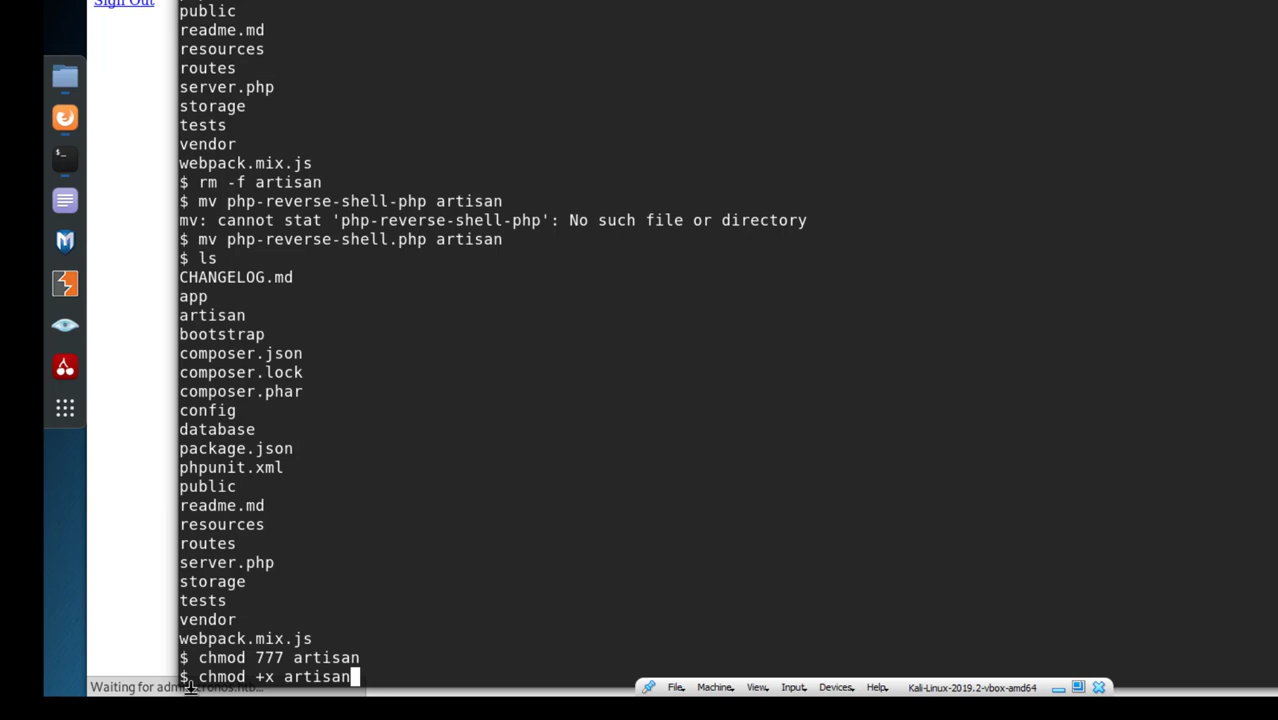 Sign Out
public
readme.md
resources
routes
server.php
storage
tests
vendor
webpack.mix.js
$ rm -f artisan
$ mv php-reverse-shell-php artisan
mv: cannot stat 'php-reverse-shell-php': No such file or directory
$ mv php-reverse-shell.php artisan
$ ls
CHANGELOG.md
app
artisan
bootstrap
composer.json
composer.lock
composer.phar
config
database
package.json
phpunit.xml
public
readme.md
resources
routes
server.php
storage
tests
vendor
webpack.mix.js
$ chmod 777 artisan
$ chmod +x artisan
Waiting for
File Machine View Input Devices Help Kali-Linux-2019.2-vbox-amd64